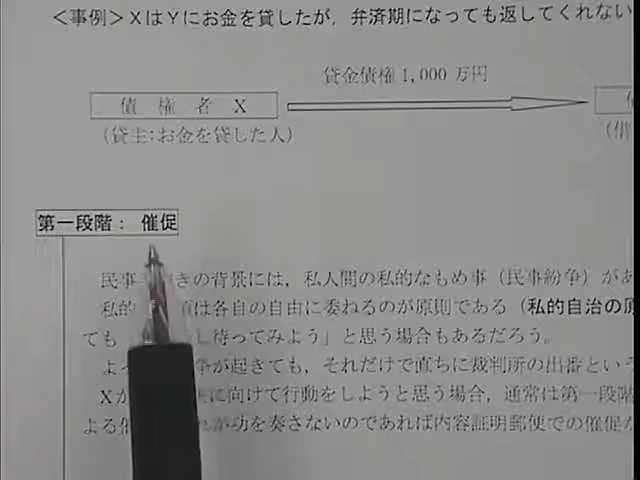 ＜事例＞ＸはＹにお金を貸したが，弁済期になっても返してくれない
貸金債権1,000 万円
債　権　者　Ｘ
（貸主：お金を貸した人）
第一段階：　催促
民事 きの背景には，私人間の私的なもめ事（民事紛争）があ
私的 は各自の自由に委ねるのが原則である（私的自治の原
ても し待ってみよう」と思う場合もあるだろう。
よ 争が起きても，それだけで直ちに裁判所の出番という
Ｘが に向けて行動をしようと思う場合，通常は第一段階
よる催 れが功を奏さないのであれば内容証明郵便での催促か